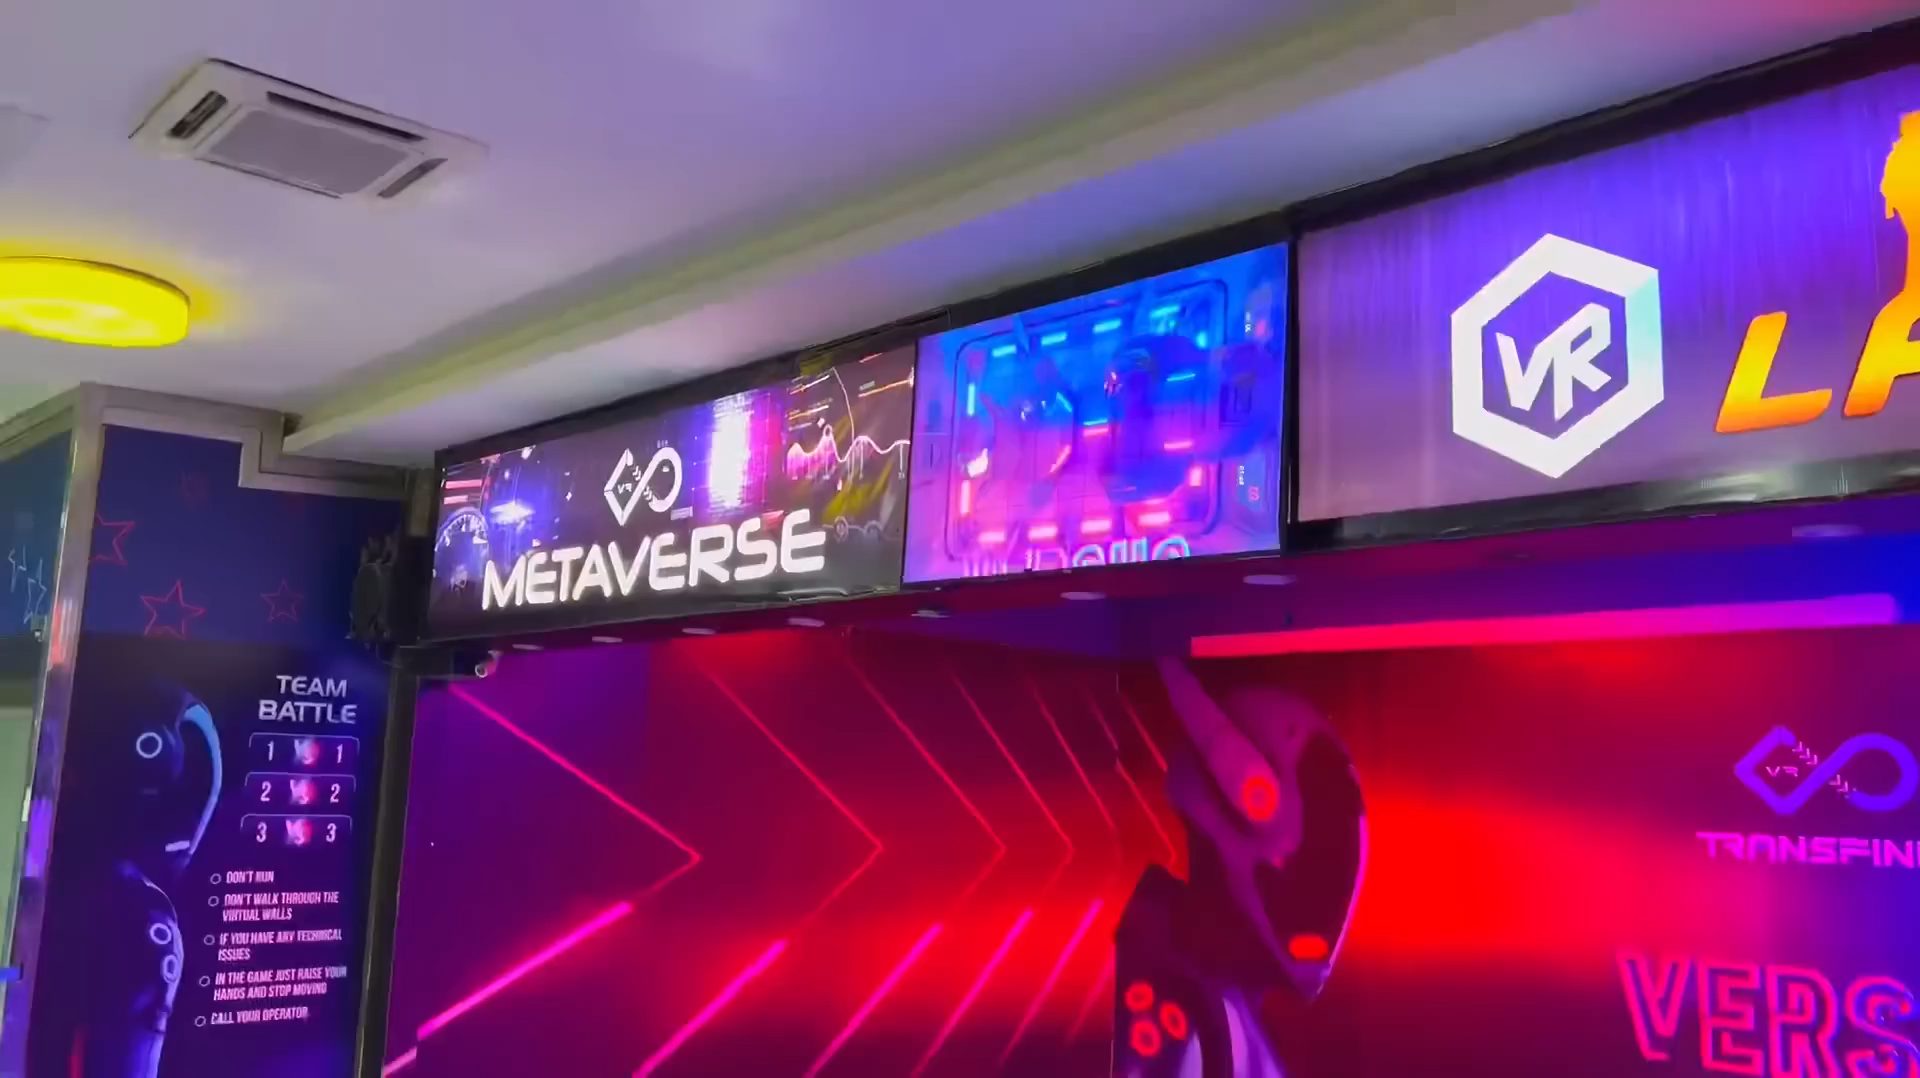 VR
METAVERSE
VR
TEAM
BATTLE
1 VS 1
2 VS 2
3 VS 3
DON'T RUN
DON'T WALK THROUGH THE
VIRTUAL WALLS
IF YOU HAVE ANY TECHNICAL
ISSUES
IN THE GAME JUST RAISE YOUR
HANDS AND STOP MOVING
CALL YOUR OPERATOR
VR